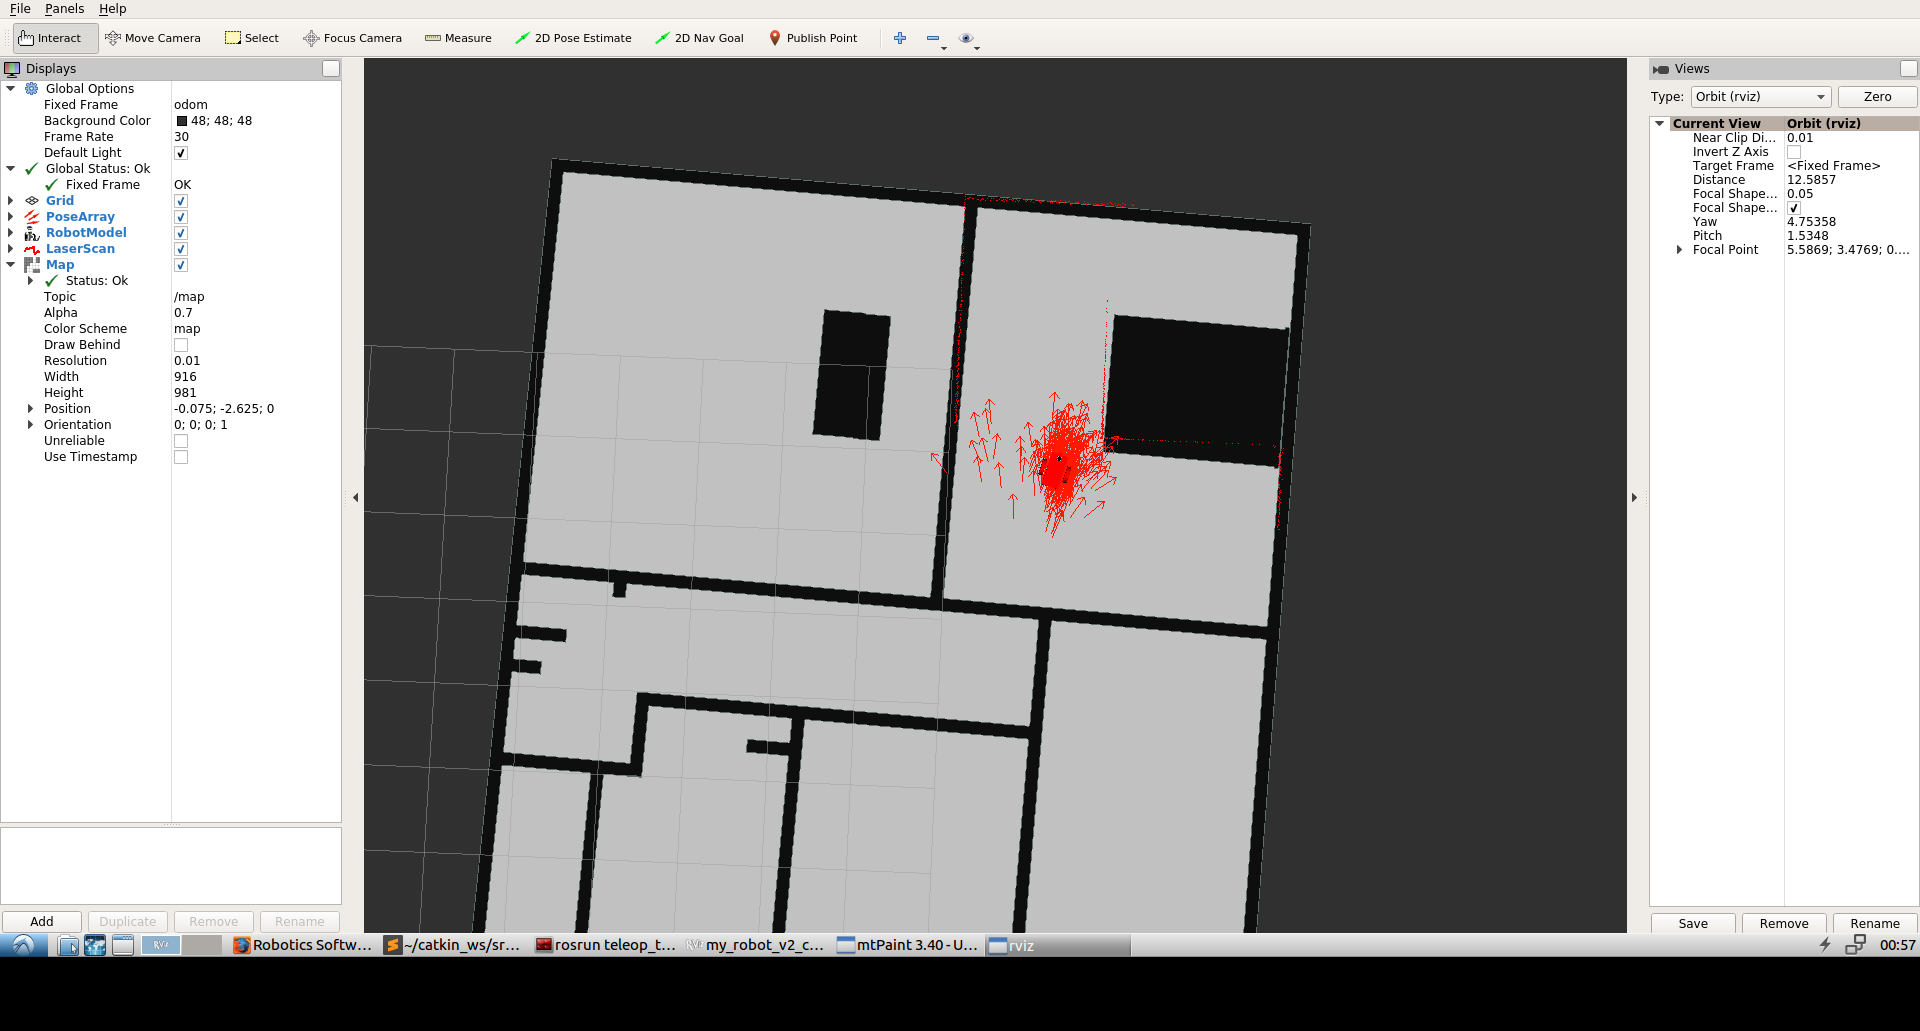 File Panels Help
Interact Move Camera Select Focus Camera Measure 2D Pose Estimate 2D Nav Goal Publish Point
Displays
Global Options
Fixed Frame odom
Background Color 48; 48; 48
Frame Rate 30
Default Light
Global Status: Ok
Fixed Frame OK
Grid
PoseArray
RobotModel
LaserScan
Map
Status: Ok
Topic /map
Alpha 0.7
Color Scheme map
Draw Behind
Resolution 0.01
Width 916
Height 981
Position -0.075; -2.625; 0
Orientation 0; 0; 0; 1
Unreliable
Use Timestamp
Add Duplicate Remove Rename
Views
Type: Orbit (rviz) Zero
Current View Orbit (rviz)
Near Clip Di... 0.01
Invert Z Axis
Target Frame <Fixed Frame>
Distance 12.5857
Focal Shape... 0.05
Focal Shape...
Yaw 4.75358
Pitch 1.5348
Focal Point 5.5869; 3.4769; 0....
Save Remove Rename
RViz Robotics Softw... ~/catkin_ws/sr... rosrun teleop_t... RViz my_robot_v2_c... mtPaint 3.40 - U... rviz 00:57